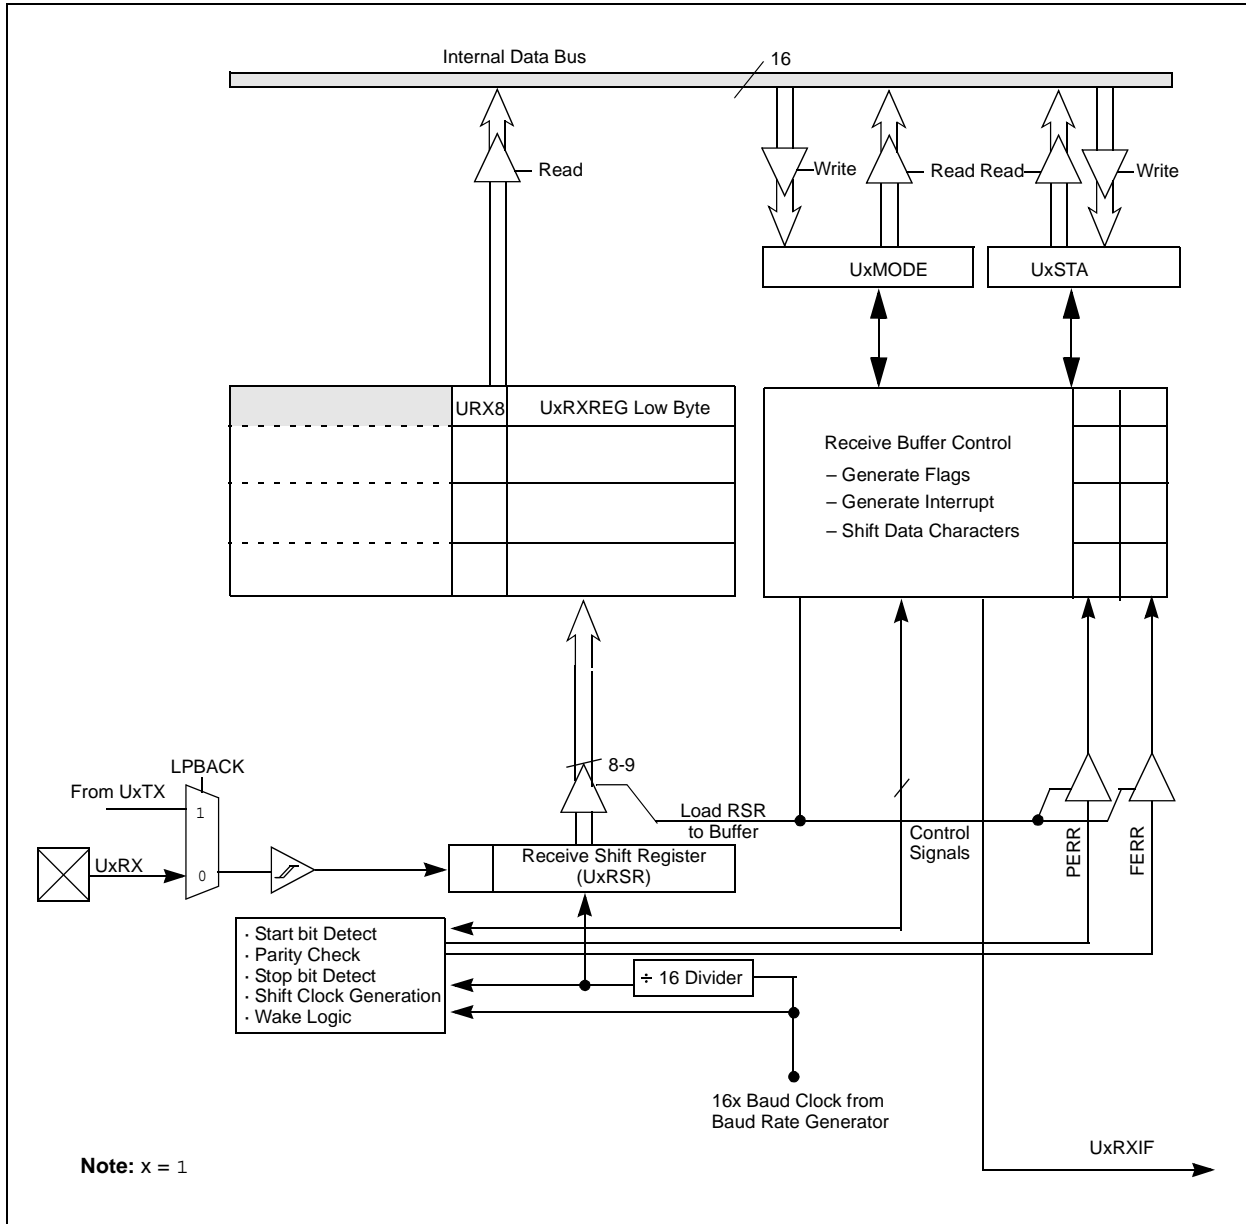 Internal Data Bus
16
Read
Write
Read Read
Write
UxMODE
UxSTA
URX8
UxRXREG Low Byte
Receive Buffer Control
– Generate Flags
– Generate Interrupt
– Shift Data Characters
8-9
LPBACK
From UxTX
1
UxRX
0
Load RSR
to Buffer
Control
Signals
PERR
FERR
Receive Shift Register
(UxRSR)
· Start bit Detect
· Parity Check
· Stop bit Detect
· Shift Clock Generation
· Wake Logic
÷ 16 Divider
16x Baud Clock from
Baud Rate Generator
UxRXIF
Note: x = 1